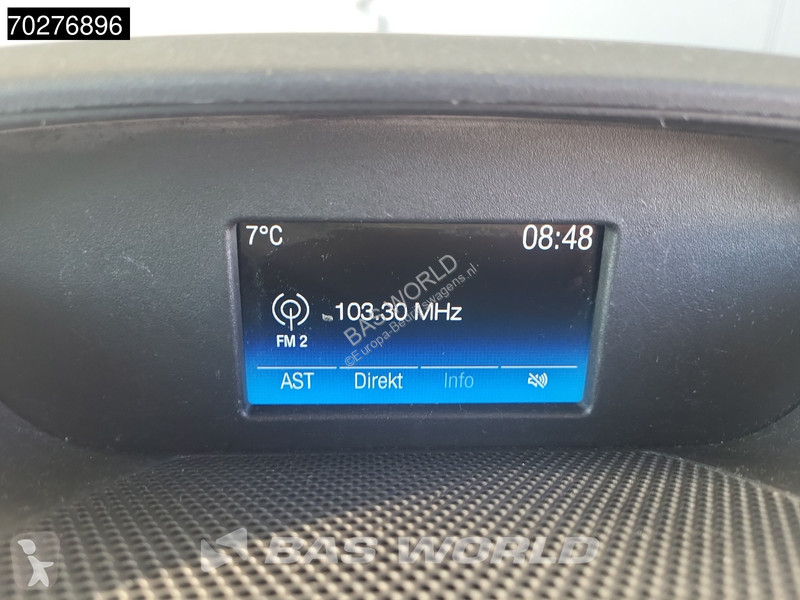 70276896
7°C
08:48
103.30 MHz
FM 2
AST
Direkt
Info
BAS WORLD
©Europa-Bedrijfswagens.nl
BAS WORLD